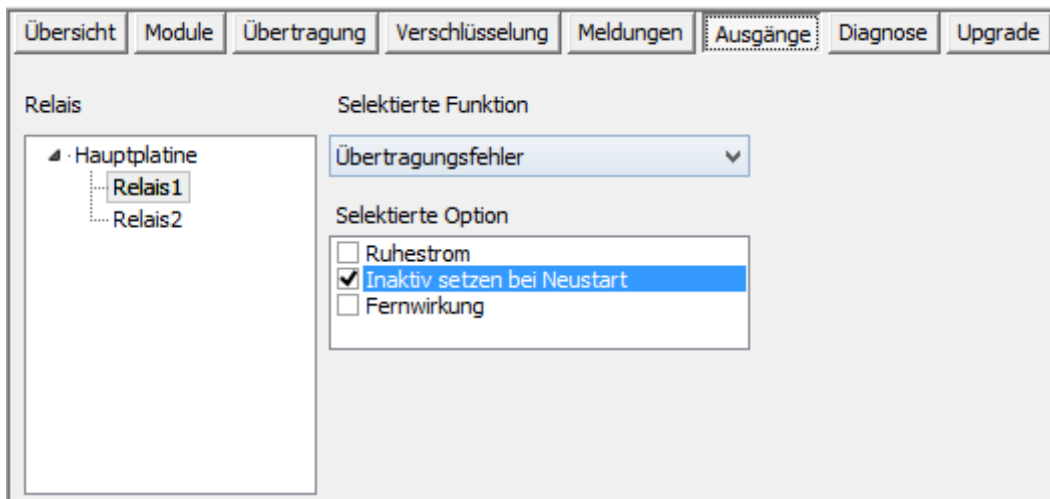 Übersicht Module Übertragung Verschlüsselung Meldungen Ausgänge Diagnose Upgrade
Relais
Selektierte Funktion
Hauptplatine
Relais1
Relais2
Übertragungsfehler
Selektierte Option
Ruhestrom
Inaktiv setzen bei Neustart
Fernwirkung